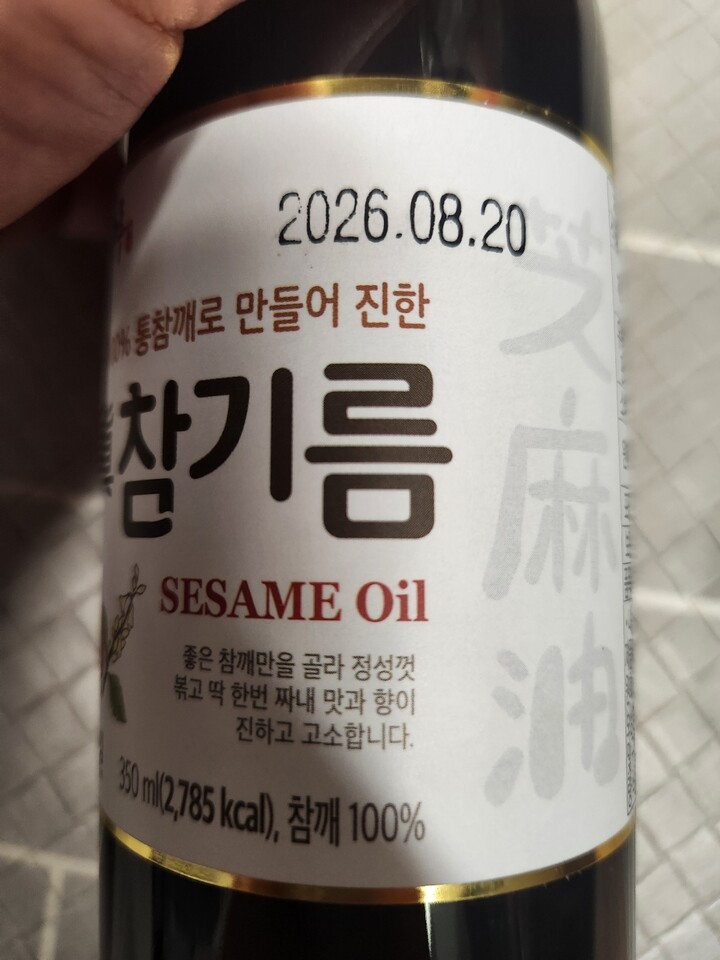 2026.08.20
통참깨로 만들어 진한
참기름
SESAME Oil
좋은 참깨만을 골라 정성껏
볶고 딱 한번 짜내 맛과 향이
진하고 고소합니다.
350 ml(2,785 kcal), 참깨 100%
芝
麻
油